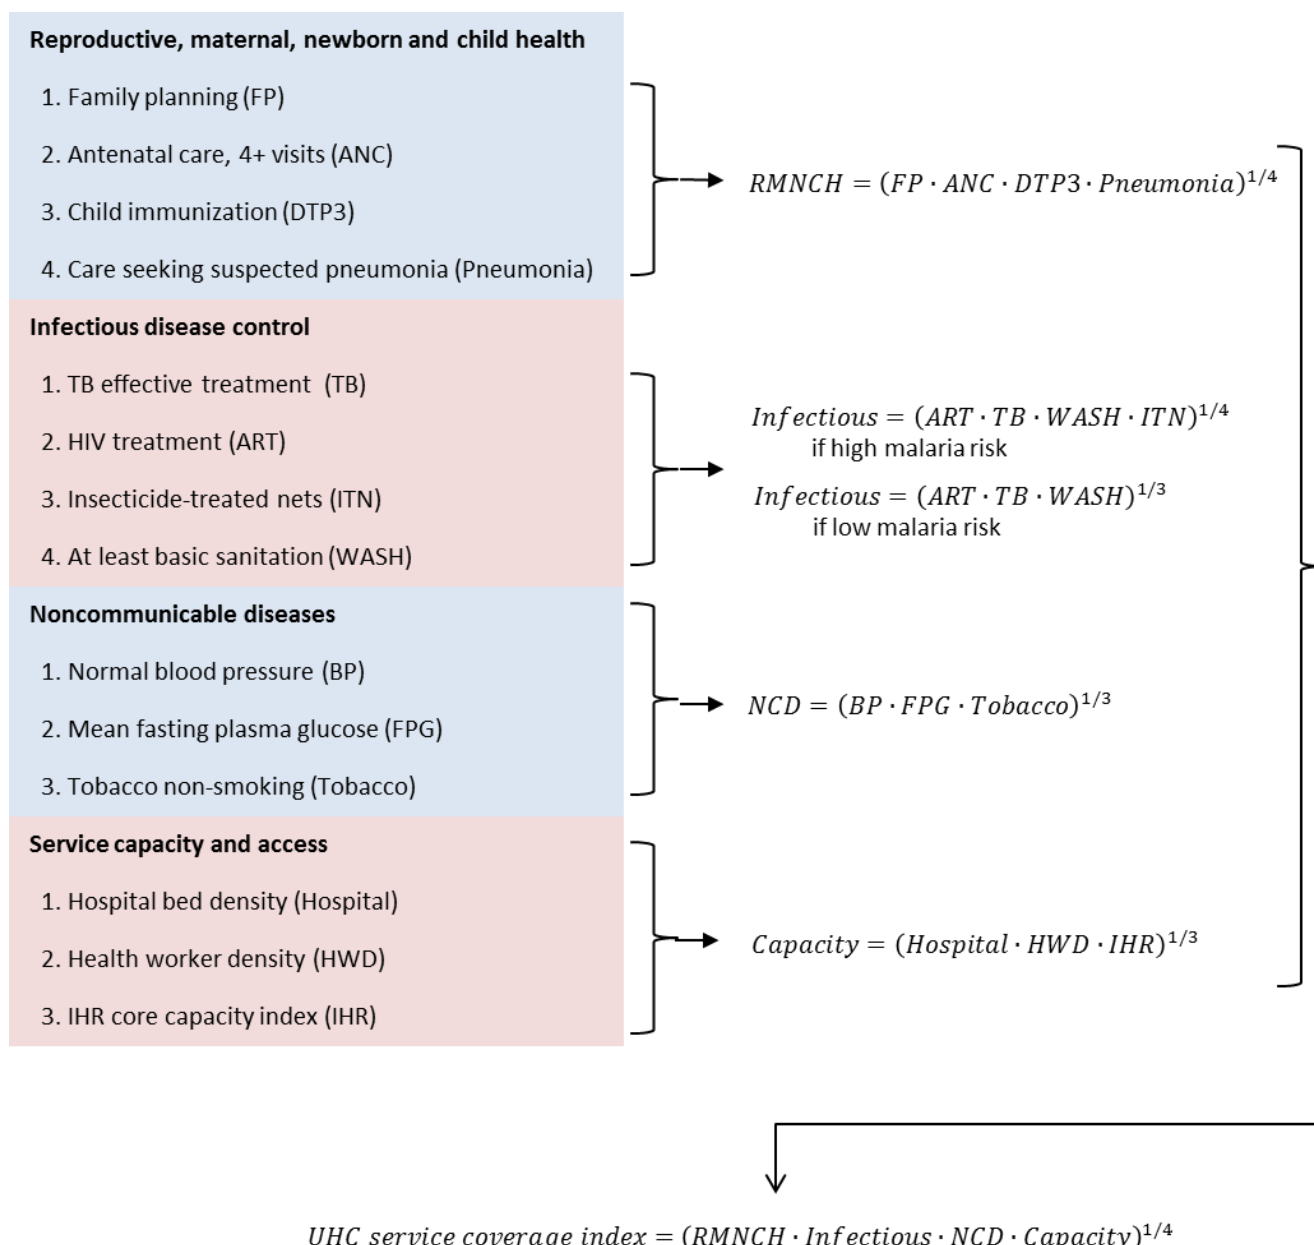 Reproductive, maternal, newborn and child health
1. Family planning (FP)
2. Antenatal care, 4+ visits (ANC)
3. Child immunization (DTP3)
4. Care seeking suspected pneumonia (Pneumonia)
RMNCH = (FP · ANC · DTP3 · Pneumonia)^{1/4}
Infectious disease control
1. TB effective treatment (TB)
2. HIV treatment (ART)
3. Insecticide-treated nets (ITN)
4. At least basic sanitation (WASH)
Infectious = (ART · TB · WASH · ITN)^{1/4}
if high malaria risk
Infectious = (ART · TB · WASH)^{1/3}
if low malaria risk
Noncommunicable diseases
1. Normal blood pressure (BP)
2. Mean fasting plasma glucose (FPG)
3. Tobacco non-smoking (Tobacco)
NCD = (BP · FPG · Tobacco)^{1/3}
Service capacity and access
1. Hospital bed density (Hospital)
2. Health worker density (HWD)
3. IHR core capacity index (IHR)
Capacity = (Hospital · HWD · IHR)^{1/3}
UHC service coverage index = (RMNCH · Infectious · NCD · Capacity)^{1/4}